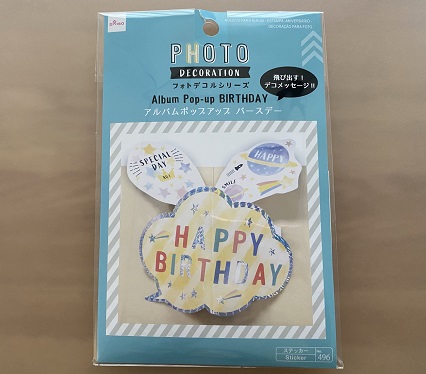 DAISO
PHOTO
DECORATION
フォトデコルシリーズ
飛び出す!
デコメッセージ!!
Album Pop-up BIRTHDAY
アルバムポップアップ バースデー
SPECIAL
DAY
HAPPY
SMILE
HAPPY
BIRTHDAY
ステッカー
Sticker
No.
496